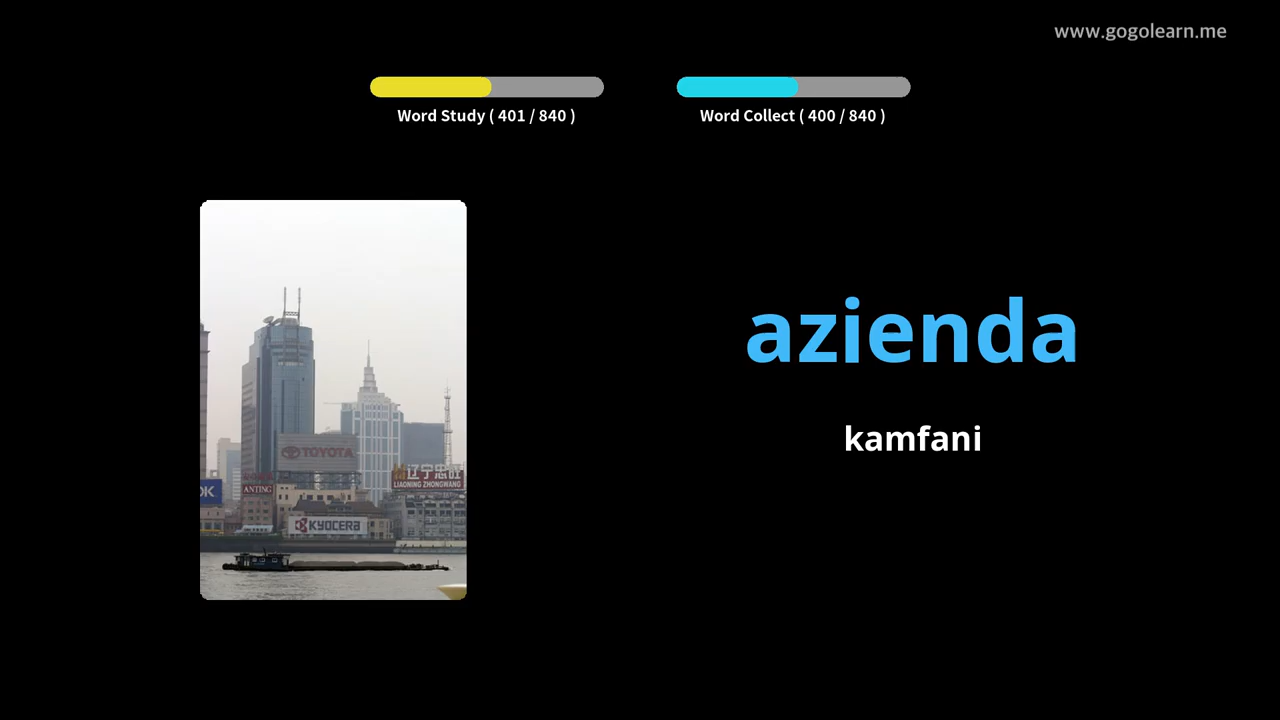 www.gogolearn.me
Word Study ( 401 / 840 )
Word Collect ( 400 / 840 )
azienda
kamfani
TOYOTA
辽宁忠旺
LIAONING ZHONGWANG
ANTING
KYOCERA